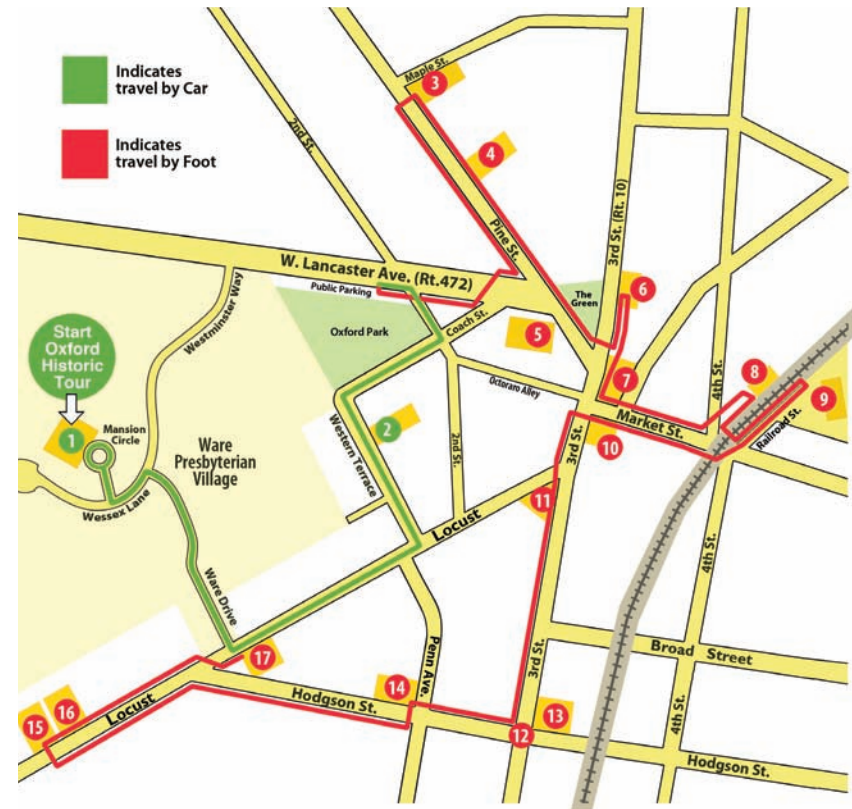 Indicates
travel by Car
Indicates
travel by Foot
Maple St.
3
2nd St.
4
Pine St.
3rd St. (Rt. 10)
4th St.
W. Lancaster Ave. (Rt.472)
Public Parking
The
Green
6
Westminster Way
Oxford Park
Coach St.
5
Start
Oxford
Historic
Tour
1
Mansion
Circle
Octoraro Alley
7
8
9
Market St.
Railroad St.
10
2
Western Terrace
2nd St.
3rd St.
Ware
Presbyterian
Village
Wessex Lane
11
Locust
Ware Drive
4th St.
17
Penn Ave.
3rd St.
Broad Street
14
Hodgson St.
15
16
Locust
12
13
4th St.
Hodgson St.